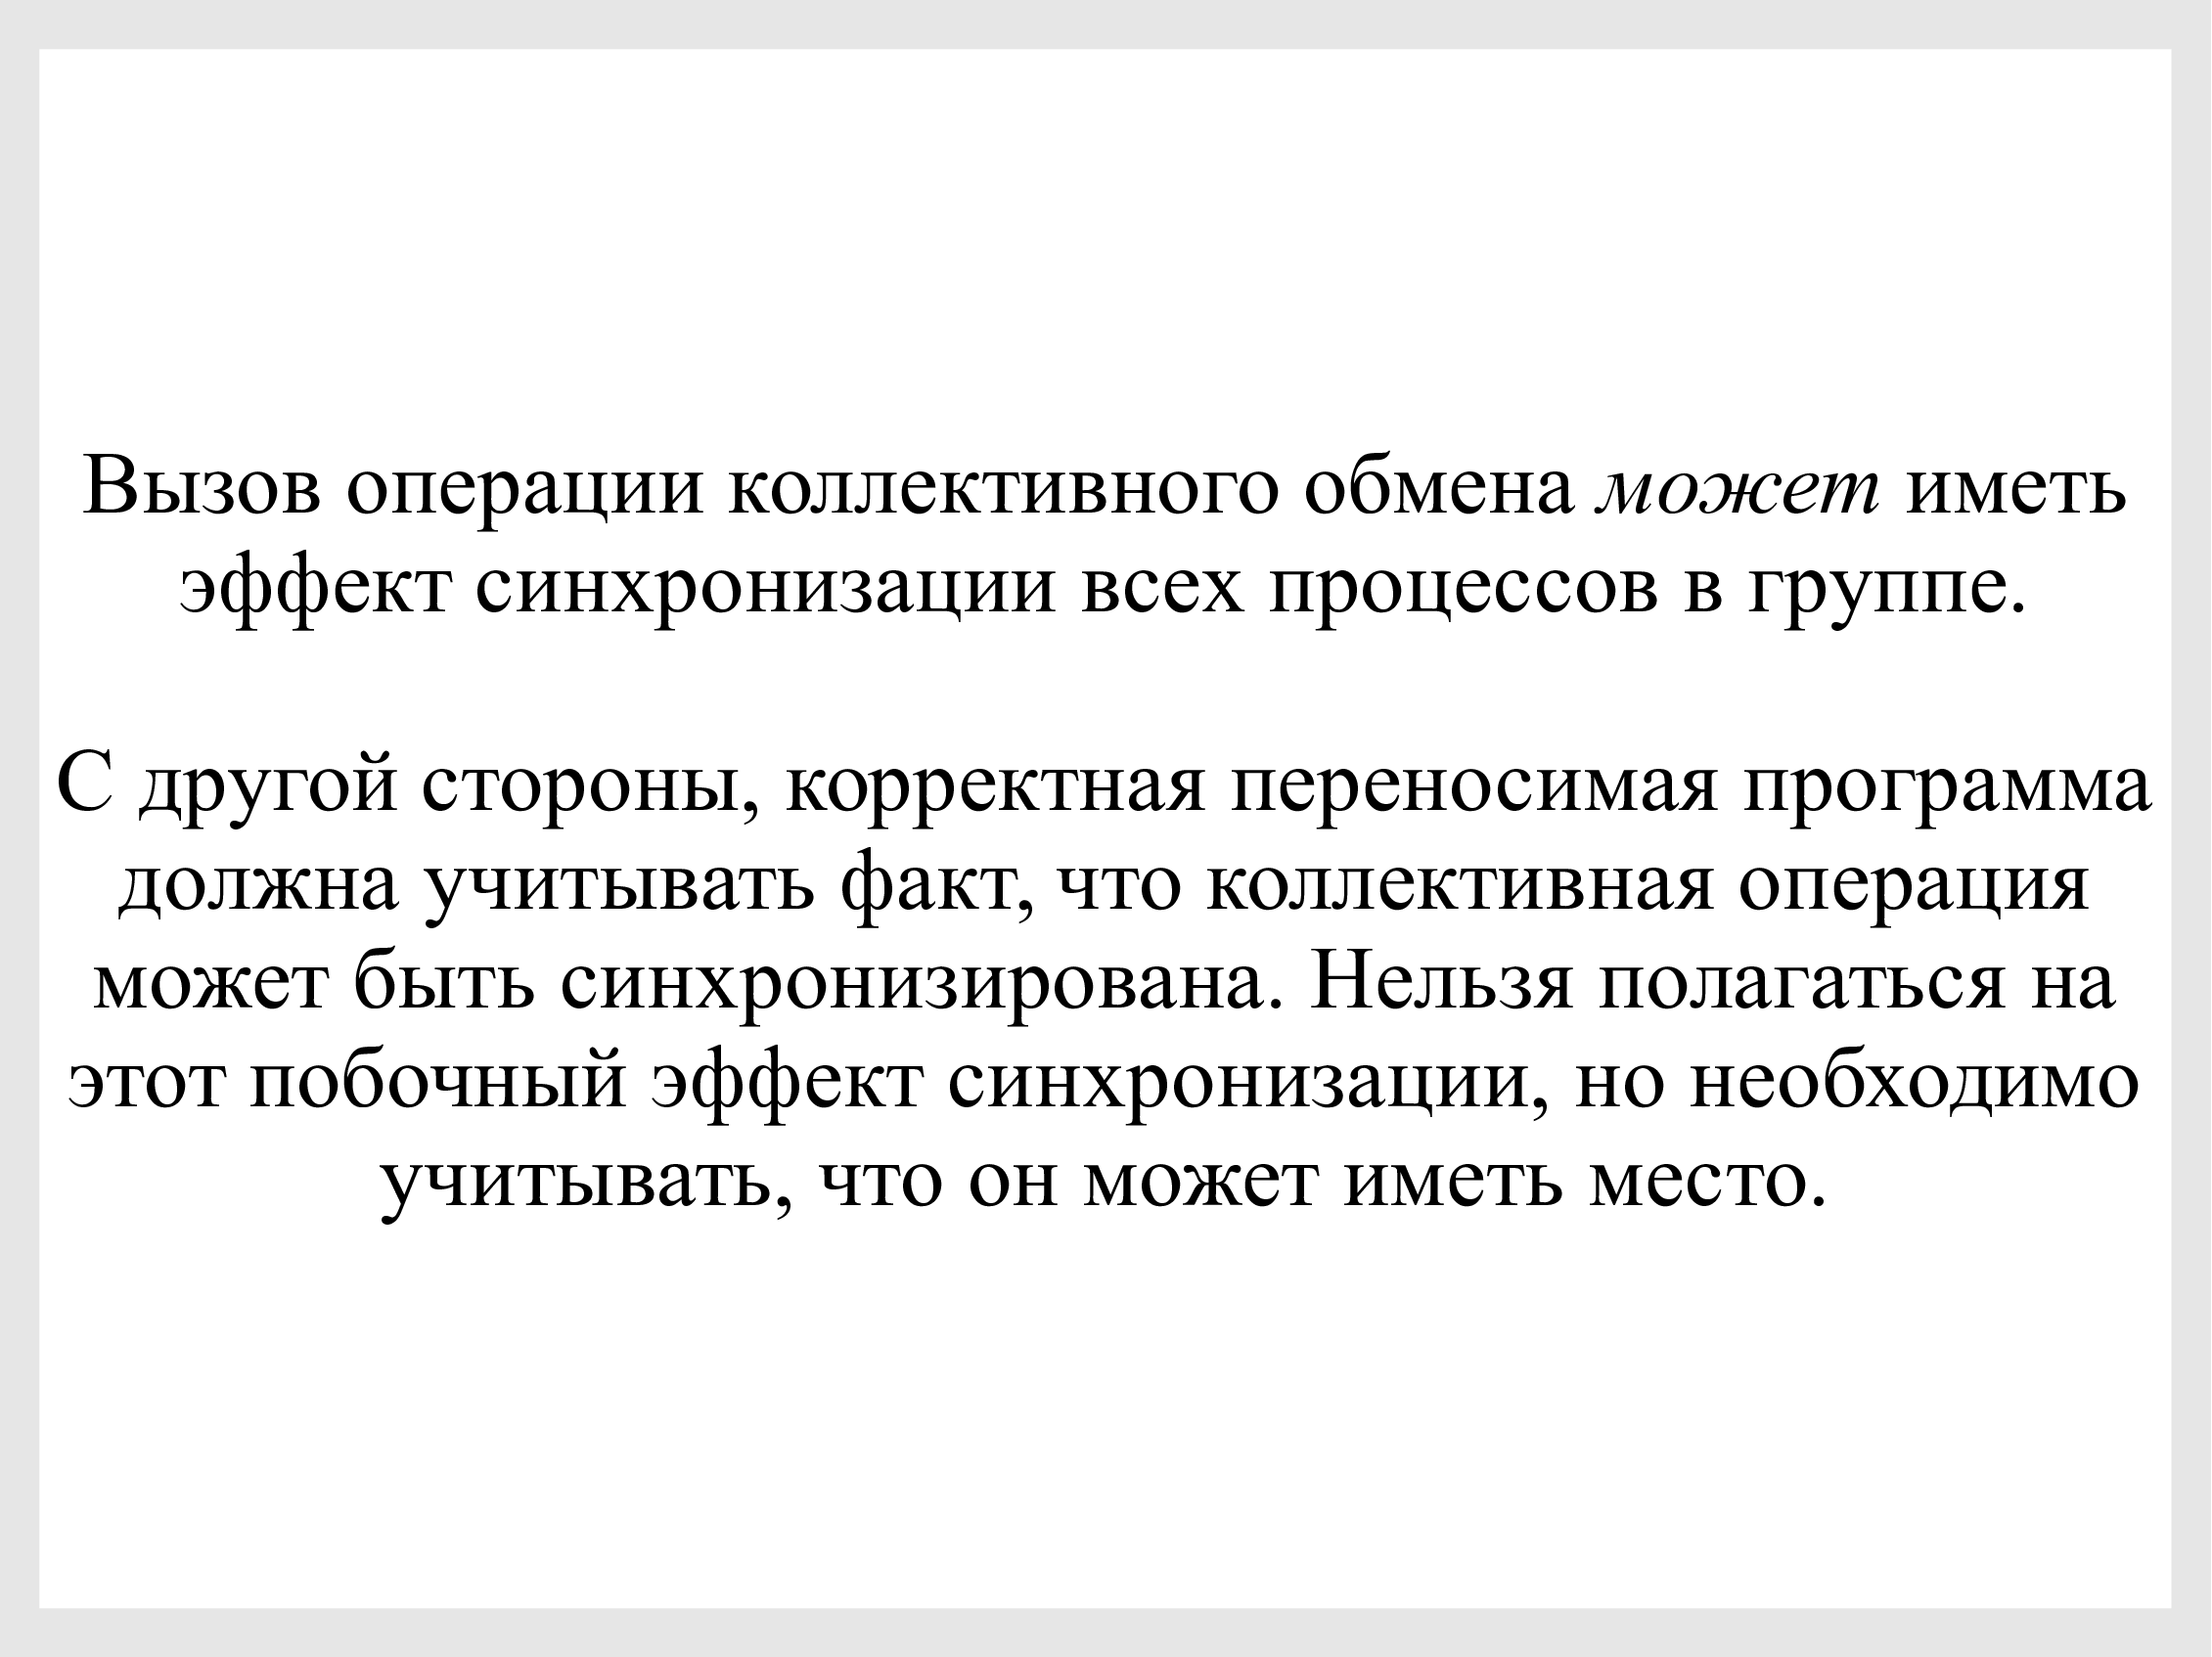 Вызов операции коллективного обмена может иметь
эффект синхронизации всех процессов в группе.
С другой стороны, корректная переносимая программа
должна учитывать факт, что коллективная операция
может быть синхронизирована. Нельзя полагаться на
этот побочный эффект синхронизации, но необходимо
учитывать, что он может иметь место.